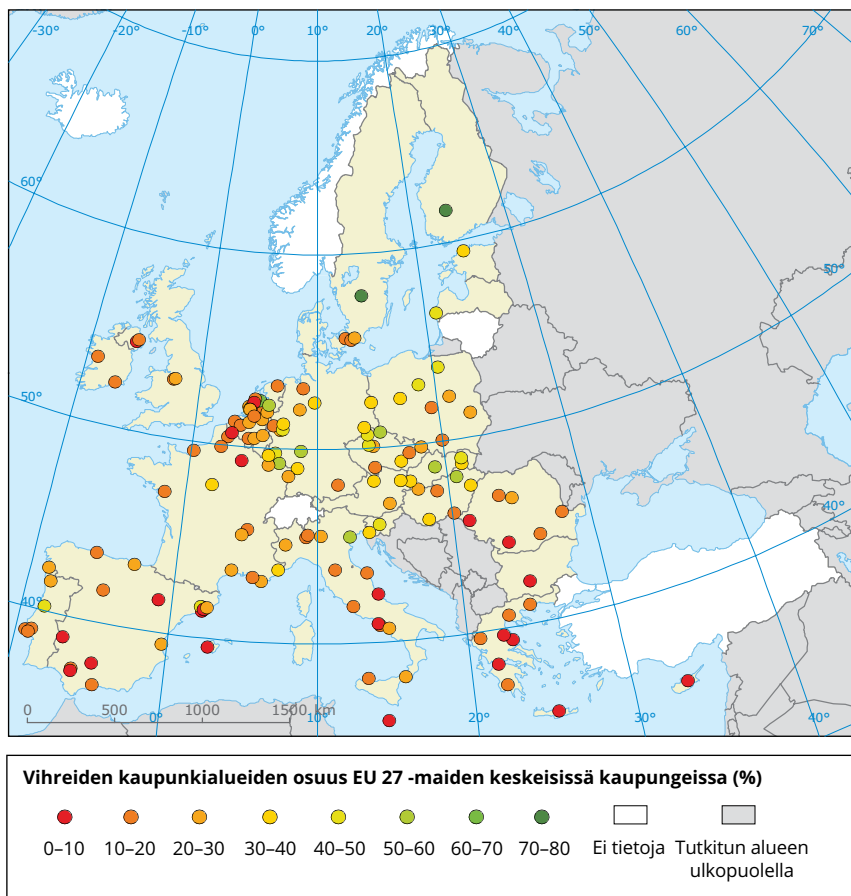 -30° -20° -10° 0° 10° 20° 30° 40° 50° 60° 70°
60°
50°
50°
40°
40°
0 500 1000 1500 km
0° 10° 20° 30° 40°
Vihreiden kaupunkialueiden osuus EU 27 -maiden keskeisissä kaupungeissa (%)
0–10 10–20 20–30 30–40 40–50 50–60 60–70 70–80 Ei tietoja Tutkitun alueen
ulkopuolella